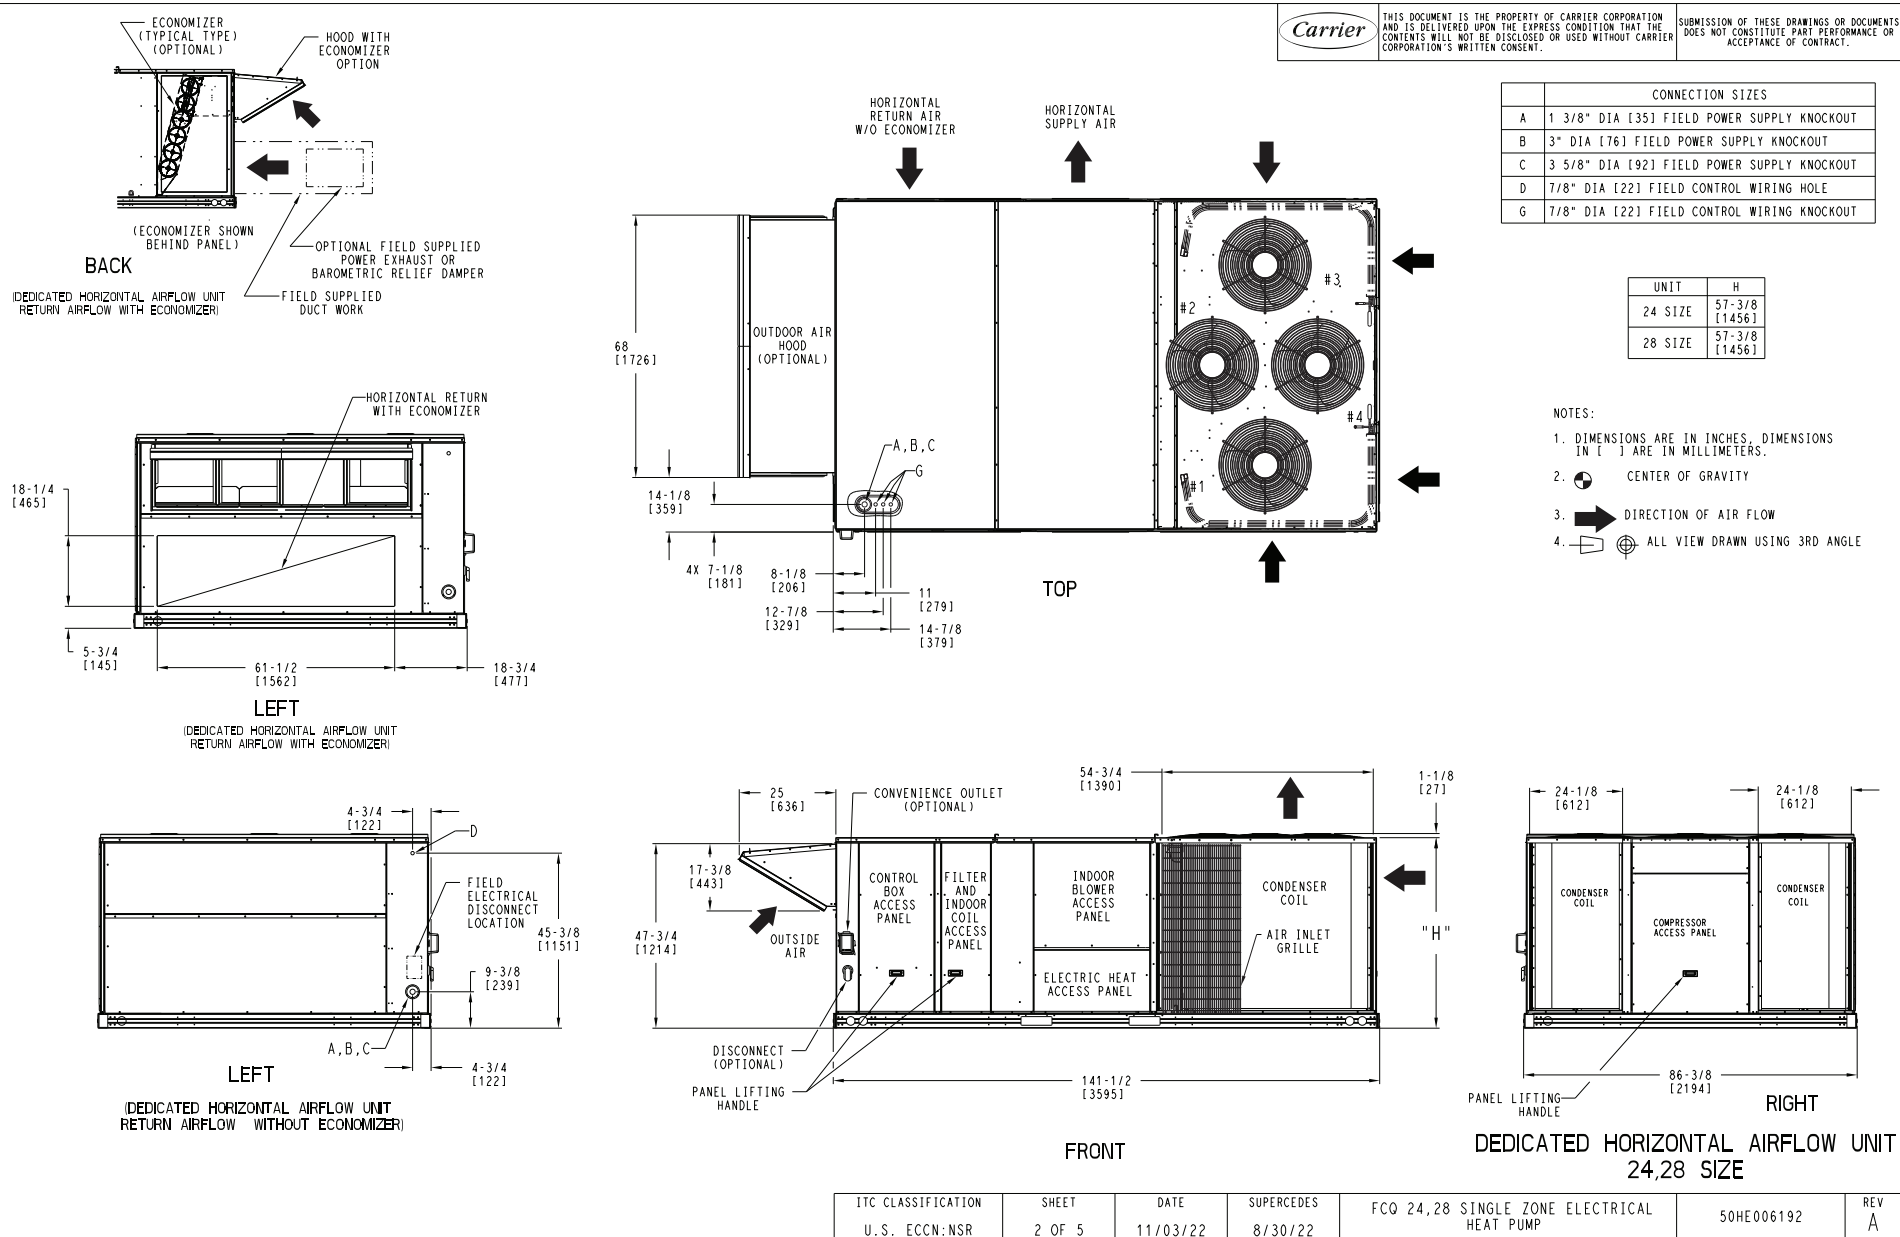 Carrier
THIS DOCUMENT IS THE PROPERTY OF CARRIER CORPORATION
AND IS DELIVERED UPON THE EXPRESS CONDITION THAT THE
CONTENTS WILL NOT BE DISCLOSED OR USED WITHOUT CARRIER
CORPORATION'S WRITTEN CONSENT.
SUBMISSION OF THESE DRAWINGS OR DOCUMENTS
DOES NOT CONSTITUTE PART PERFORMANCE OR
ACCEPTANCE OF CONTRACT.
ECONOMIZER
(TYPICAL TYPE)
(OPTIONAL)
HOOD WITH
ECONOMIZER
OPTION
(ECONOMIZER SHOWN
BEHIND PANEL)
OPTIONAL FIELD SUPPLIED
POWER EXHAUST OR
BAROMETRIC RELIEF DAMPER
FIELD SUPPLIED
DUCT WORK
BACK
(DEDICATED HORIZONTAL AIRFLOW UNIT
RETURN AIRFLOW WITH ECONOMIZER)
HORIZONTAL
RETURN AIR
W/O ECONOMIZER
HORIZONTAL
SUPPLY AIR
68
[1726]
OUTDOOR AIR
HOOD
(OPTIONAL)
#3
#2
#4
#1
A,B,C
G
14-1/8
[359]
4X 7-1/8
[181]
8-1/8
[206]
11
[279]
12-7/8
[329]
14-7/8
[379]
TOP
CONNECTION SIZES
A 1 3/8" DIA [35] FIELD POWER SUPPLY KNOCKOUT
B 3" DIA [76] FIELD POWER SUPPLY KNOCKOUT
C 3 5/8" DIA [92] FIELD POWER SUPPLY KNOCKOUT
D 7/8" DIA [22] FIELD CONTROL WIRING HOLE
G 7/8" DIA [22] FIELD CONTROL WIRING KNOCKOUT
UNIT H
24 SIZE 57-3/8
[1456]
28 SIZE 57-3/8
[1456]
NOTES:
1. DIMENSIONS ARE IN INCHES, DIMENSIONS
IN [ ] ARE IN MILLIMETERS.
2. CENTER OF GRAVITY
3. DIRECTION OF AIR FLOW
4. ALL VIEW DRAWN USING 3RD ANGLE
HORIZONTAL RETURN
WITH ECONOMIZER
18-1/4
[465]
5-3/4
[145]
61-1/2
[1562]
18-3/4
[477]
LEFT
(DEDICATED HORIZONTAL AIRFLOW UNIT
RETURN AIRFLOW WITH ECONOMIZER)
4-3/4
[122]
D
FIELD
ELECTRICAL
DISCONNECT
LOCATION
45-3/8
[1151]
9-3/8
[239]
A,B,C
4-3/4
[122]
LEFT
(DEDICATED HORIZONTAL AIRFLOW UNIT
RETURN AIRFLOW WITHOUT ECONOMIZER)
25
[636]
CONVENIENCE OUTLET
(OPTIONAL)
54-3/4
[1390]
1-1/8
[27]
17-3/8
[443]
47-3/4
[1214]
OUTSIDE
AIR
CONTROL
BOX
ACCESS
PANEL
FILTER
AND
INDOOR
COIL
ACCESS
PANEL
INDOOR
BLOWER
ACCESS
PANEL
ELECTRIC HEAT
ACCESS PANEL
CONDENSER
COIL
AIR INLET
GRILLE
"H"
DISCONNECT
(OPTIONAL)
PANEL LIFTING
HANDLE
141-1/2
[3595]
FRONT
24-1/8
[612]
24-1/8
[612]
CONDENSER
COIL
COMPRESSOR
ACCESS PANEL
CONDENSER
COIL
86-3/8
[2194]
PANEL LIFTING
HANDLE
RIGHT
DEDICATED HORIZONTAL AIRFLOW UNIT
24,28 SIZE
ITC CLASSIFICATION
U.S. ECCN:NSR
SHEET
2 OF 5
DATE
11/03/22
SUPERCEDES
8/30/22
FCQ 24,28 SINGLE ZONE ELECTRICAL
HEAT PUMP
50HE006192
REV
A